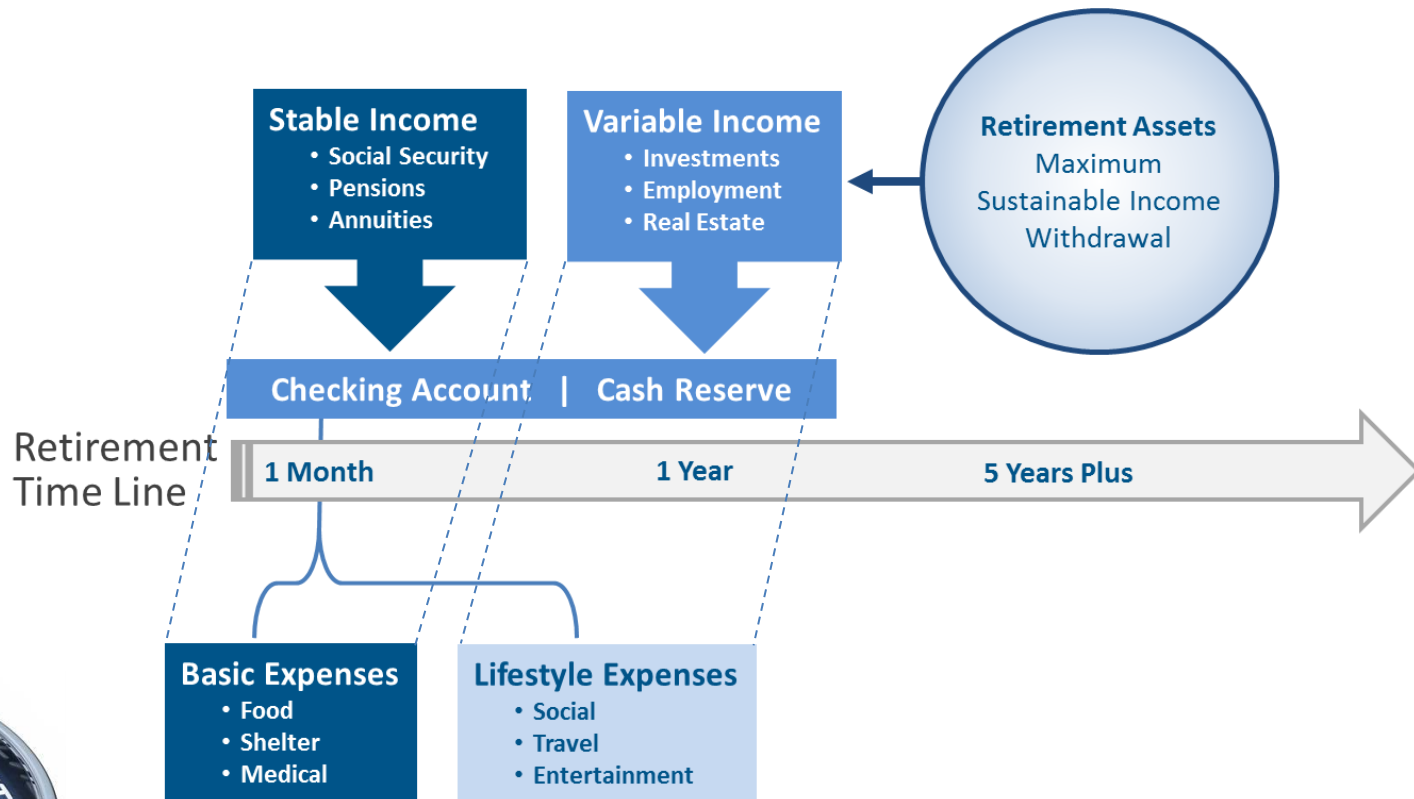 Stable Income
• Social Security
• Pensions
• Annuities
Variable Income
• Investments
• Employment
• Real Estate
Retirement Assets
Maximum
Sustainable Income
Withdrawal
Checking Account | Cash Reserve
Retirement
Time Line
1 Month
1 Year
5 Years Plus
Basic Expenses
• Food
• Shelter
• Medical
Lifestyle Expenses
• Social
• Travel
• Entertainment